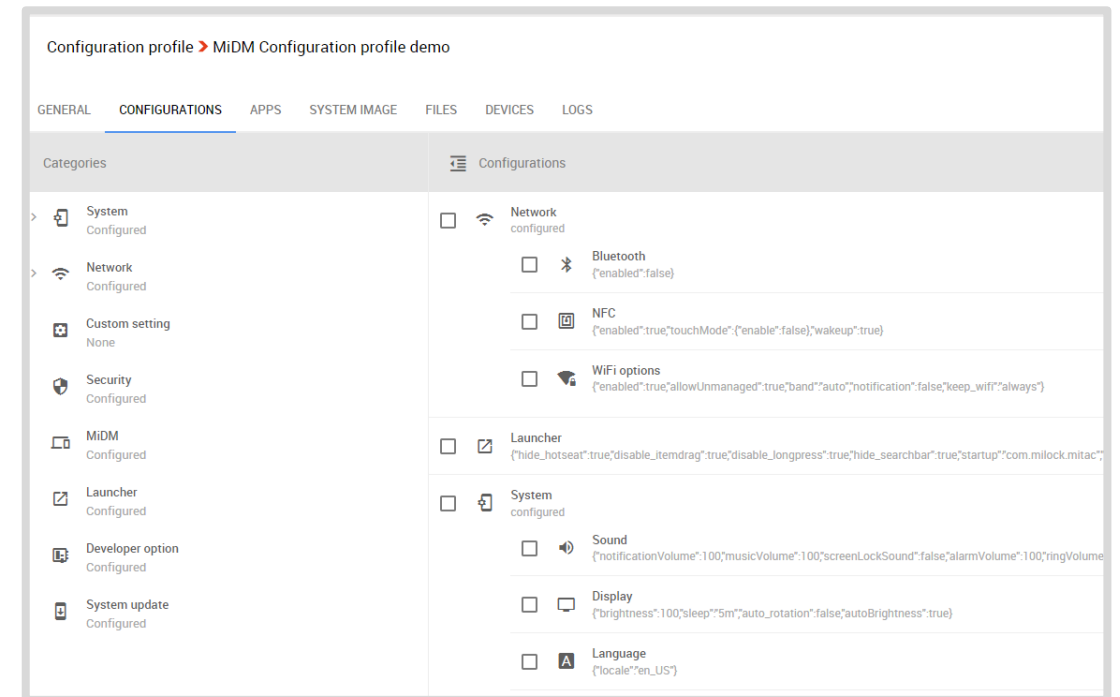 Configuration profile > MiDM Configuration profile demo
GENERAL CONFIGURATIONS APPS SYSTEM IMAGE FILES DEVICES LOGS
Categories
System
Configured
Network
Configured
Custom setting
None
Security
Configured
MiDM
Configured
Launcher
Configured
Developer option
Configured
System update
Configured
Configurations
Network
configured
Bluetooth
{"enabled":false}
NFC
{"enabled":true,"touchMode":{"enable":false},"wakeup":true}
WiFi options
{"enabled":true,"allowUnmanaged":true,"band":"auto","notification":false,"keep_wifi":"always"}
Launcher
{"hide_hotseat":true,"disable_itemdrag":true,"disable_longpress":true,"hide_searchbar":true,"startup":"com.milock.mitac","
System
configured
Sound
{"notificationVolume":100,"musicVolume":100,"screenLockSound":false,"alarmVolume":100,"ringVolume
Display
{"brightness":100,"sleep":"5m","auto_rotation":false,"autoBrightness":true}
Language
{"locale":"en_US"}